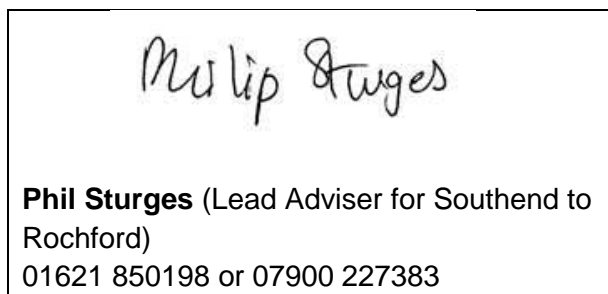 Philip Sturges
Phil Sturges (Lead Adviser for Southend to
Rochford)
01621 850198 or 07900 227383